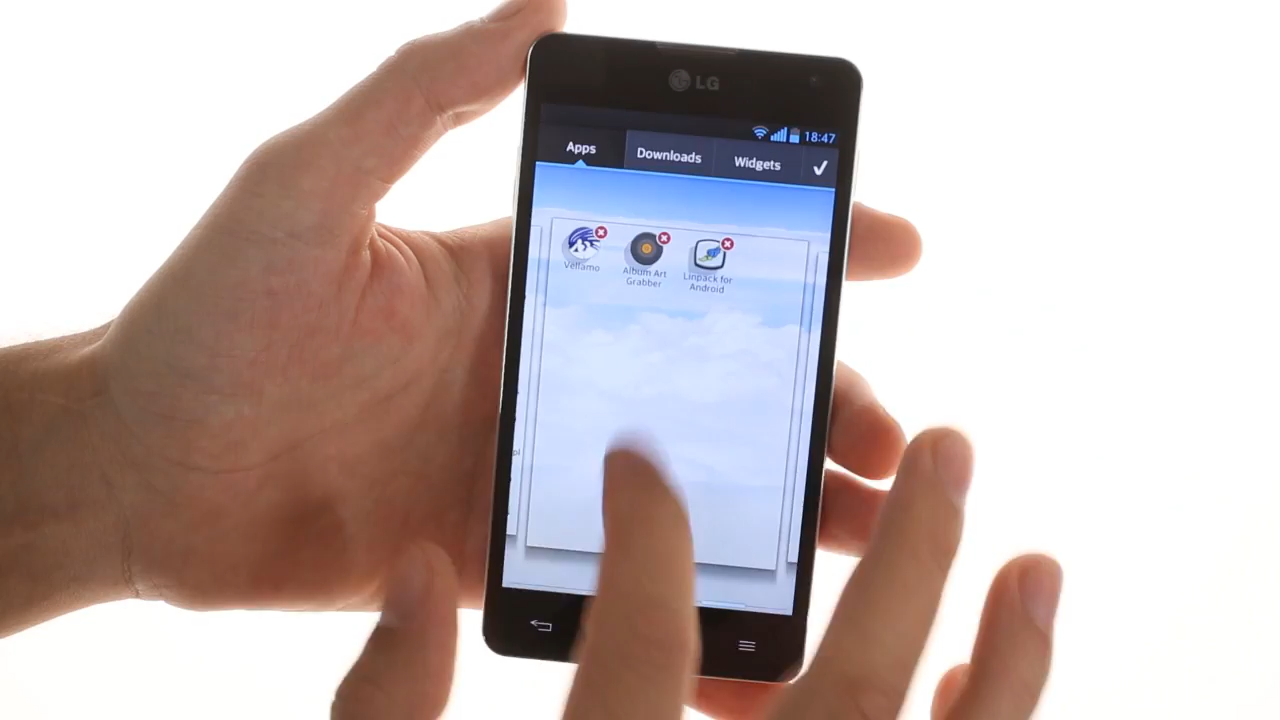 LG
18:47
Apps Downloads Widgets
Vellamo
Album Art
Grabber
Linpack for
Android